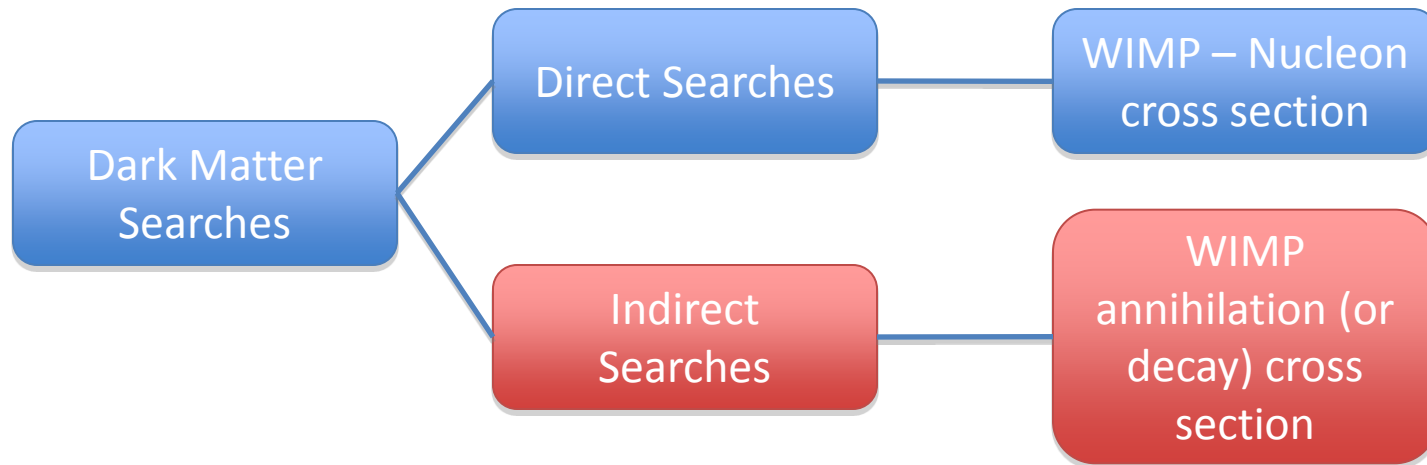 Dark Matter
Searches
Direct Searches
WIMP – Nucleon
cross section
Indirect
Searches
WIMP
annihilation (or
decay) cross
section